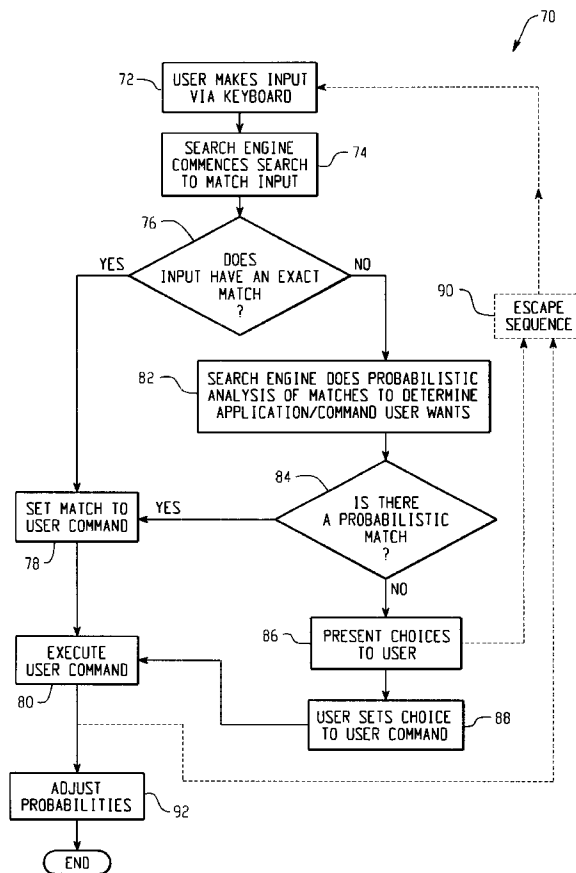 70
72
USER MAKES INPUT
VIA KEYBOARD
SEARCH ENGINE
COMMENCES SEARCH
TO MATCH INPUT
74
76
YES
DOES
INPUT HAVE AN EXACT
MATCH
?
NO
90
ESCAPE
SEQUENCE
82
SEARCH ENGINE DOES PROBABILISTIC
ANALYSIS OF MATCHES TO DETERMINE
APPLICATION/COMMAND USER WANTS
84
IS THERE
A PROBABILISTIC
MATCH
?
YES
SET MATCH TO
USER COMMAND
78
NO
86
PRESENT CHOICES
TO USER
EXECUTE
USER COMMAND
80
USER SETS CHOICE
TO USER COMMAND
88
ADJUST
PROBABILITIES
92
END